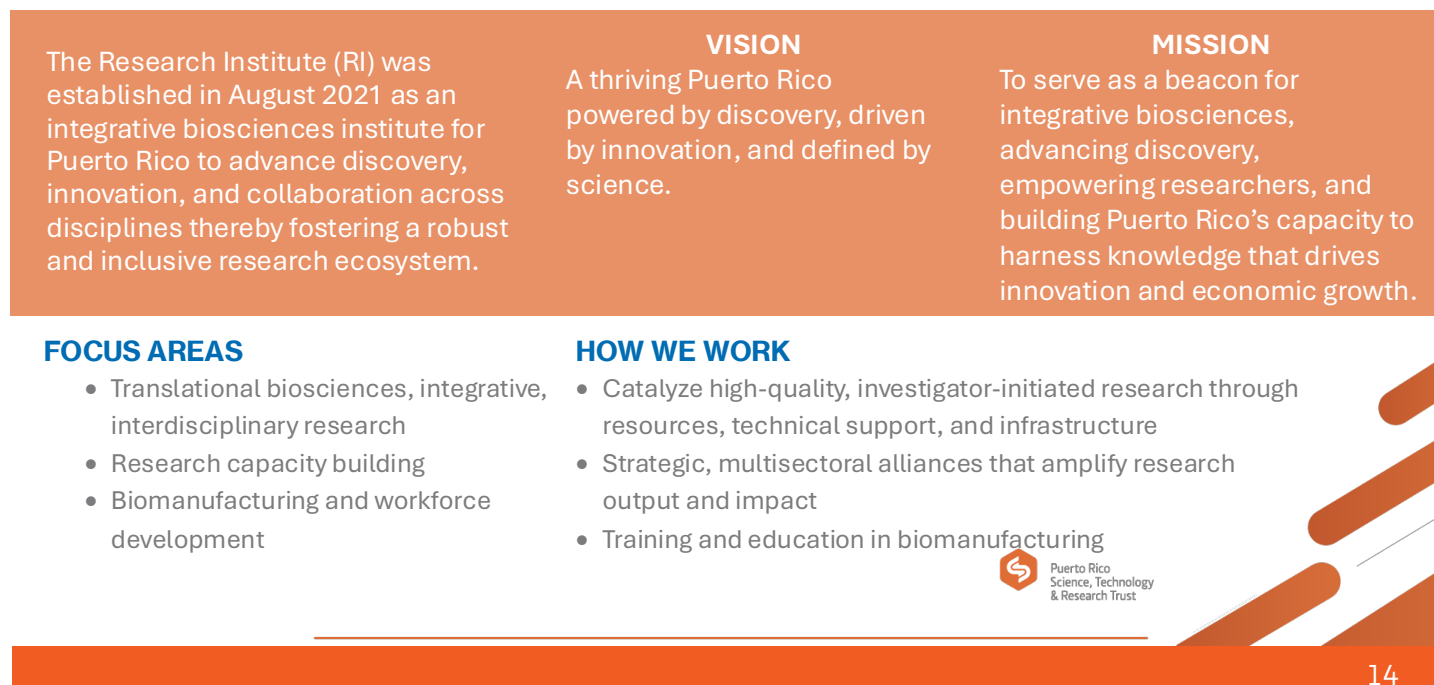 The Research Institute (RI) was
established in August 2021 as an
integrative biosciences institute for
Puerto Rico to advance discovery,
innovation, and collaboration across
disciplines thereby fostering a robust
and inclusive research ecosystem.
VISION
A thriving Puerto Rico
powered by discovery, driven
by innovation, and defined by
science.
MISSION
To serve as a beacon for
integrative biosciences,
advancing discovery,
empowering researchers, and
building Puerto Rico’s capacity to
harness knowledge that drives
innovation and economic growth.
FOCUS AREAS
• Translational biosciences, integrative,
interdisciplinary research
• Research capacity building
• Biomanufacturing and workforce
development
HOW WE WORK
• Catalyze high-quality, investigator-initiated research through
resources, technical support, and infrastructure
• Strategic, multisectoral alliances that amplify research
output and impact
• Training and education in biomanufacturing
Puerto Rico
Science, Technology
& Research Trust
14